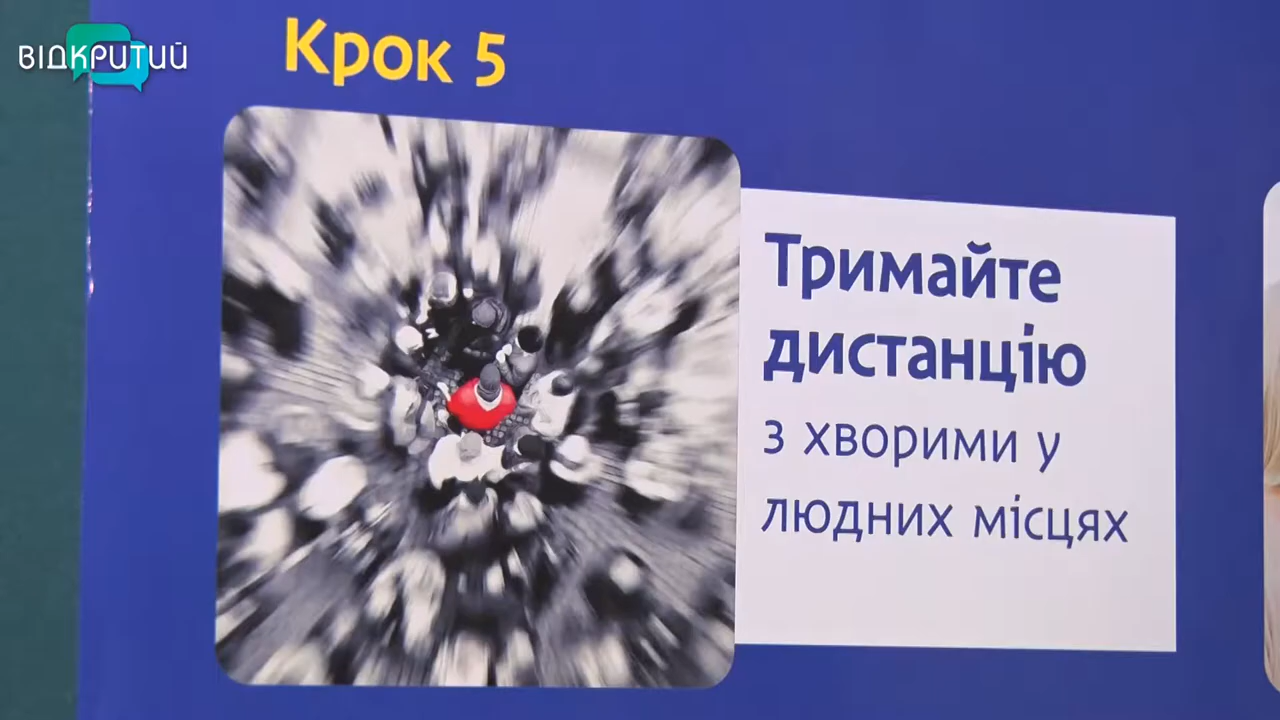 ВІДКРИТИЙ
Крок 5
Тримайте
дистанцію
з хворими у
людних місцях